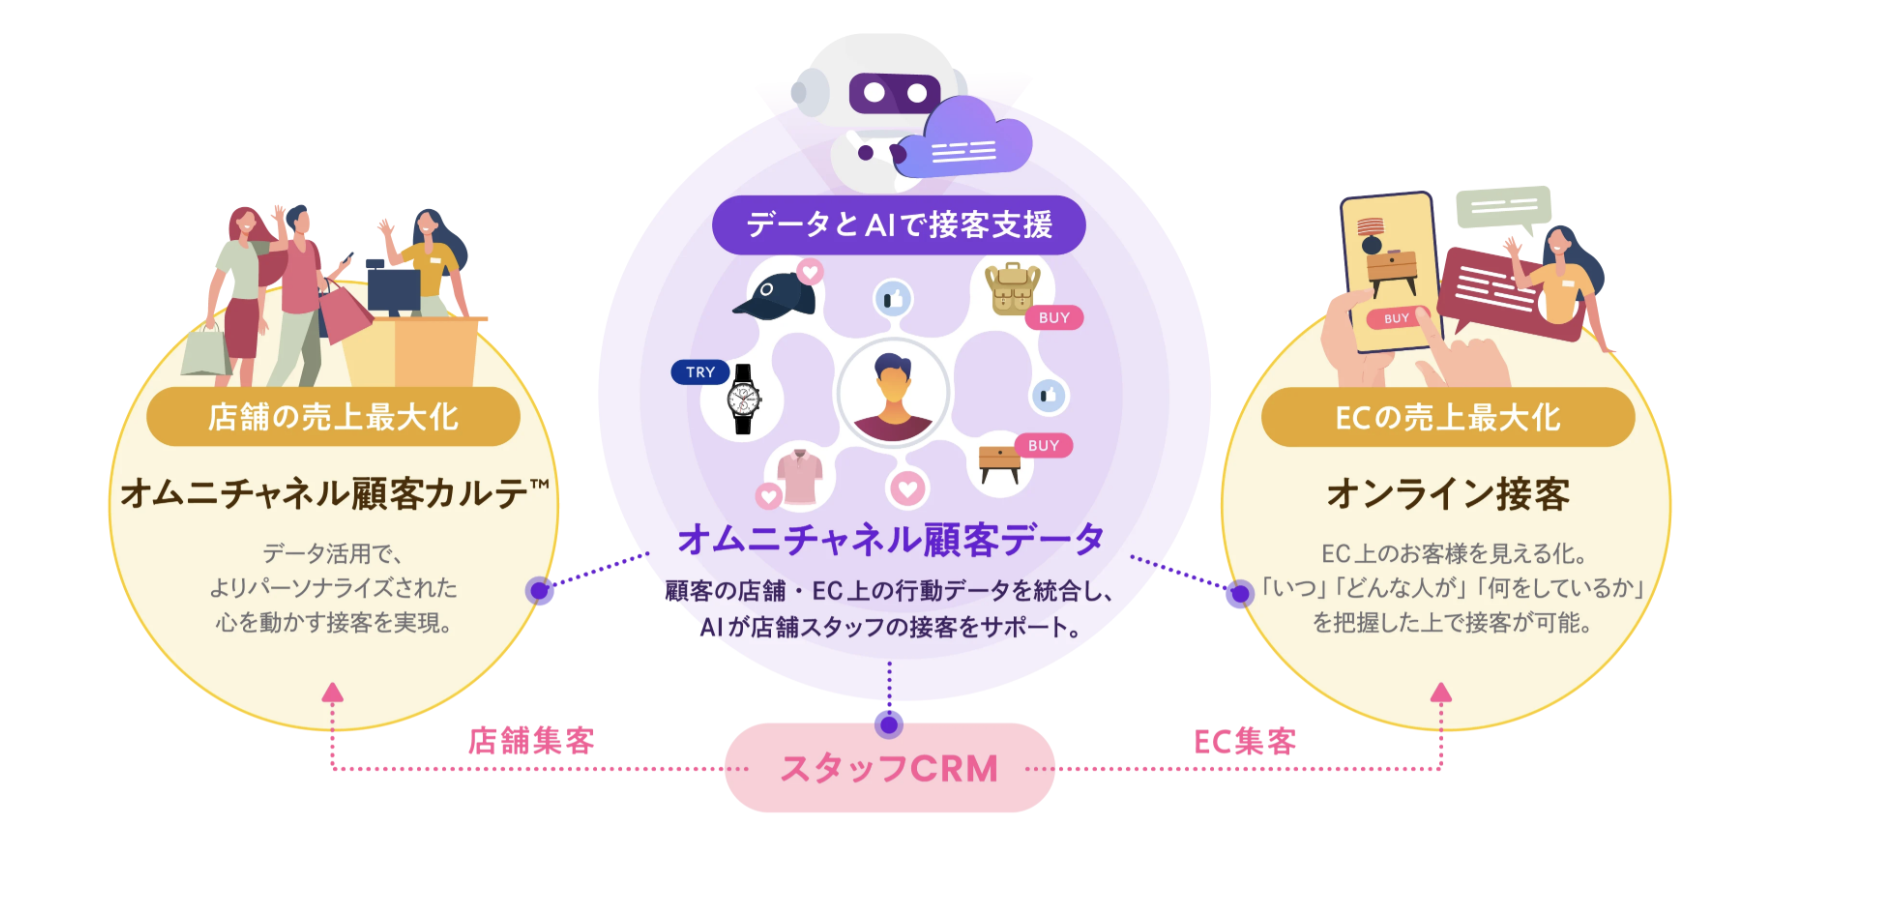 データとAIで接客支援
BUY
TRY
BUY
オムニチャネル顧客データ
顧客の店舗・EC上の行動データを統合し、
AIが店舗スタッフの接客をサポート。
店舗の売上最大化
オムニチャネル顧客カルテ™
データ活用で、
よりパーソナライズされた
心を動かす接客を実現。
BUY
ECの売上最大化
オンライン接客
EC上のお客様を見える化。
「いつ」「どんな人が」「何をしているか」
を把握した上で接客が可能。
店舗集客
スタッフCRM
EC集客